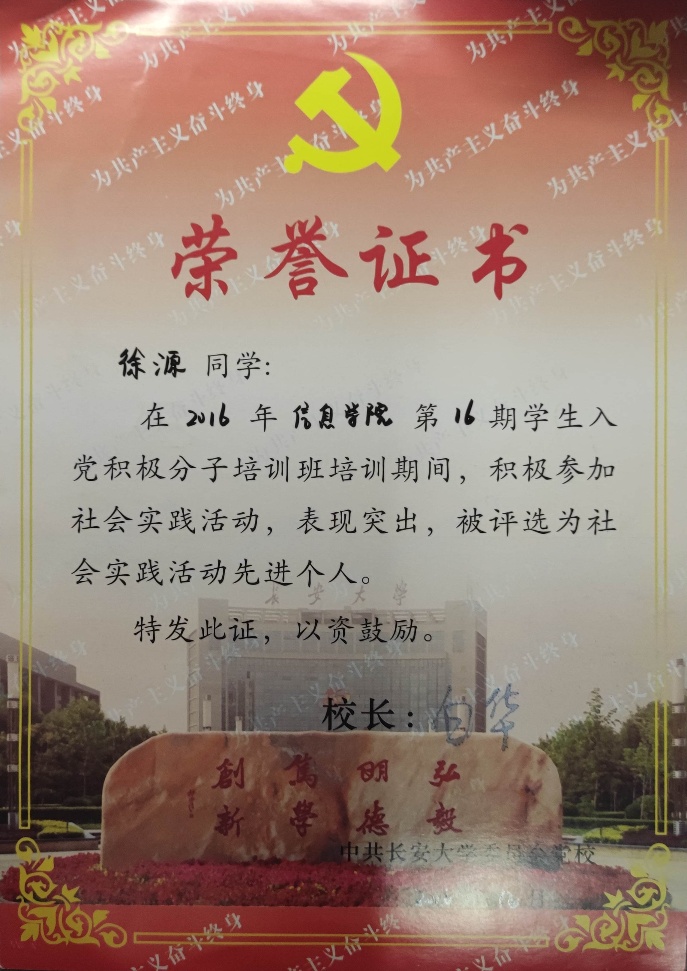 荣誉证书
徐源 同学:
在 2016 年 信息学院 第 16 期学生入
党积极分子培训班培训期间，积极参加
社会实践活动，表现突出，被评选为社
会实践活动先进个人。
长安大学
特发此证，以资鼓励。
校长：白华
弘 明 篤 創
毅 德 學 新
中共长安大学委员会党校
为共产主义奋斗终身